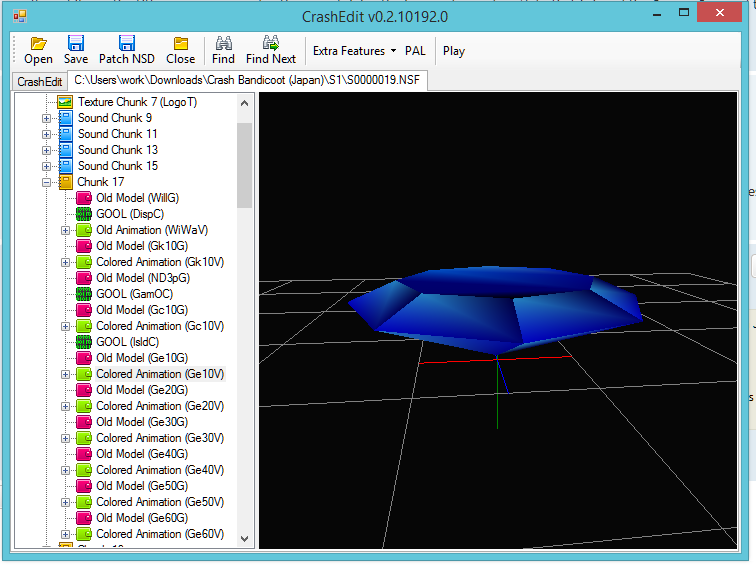 CrashEdit v0.2.10192.0
Open Save Patch NSD Close Find Find Next Extra Features PAL Play
CrashEdit C:\Users\work\Downloads\Crash Bandicoot (Japan)\S1\S0000019.NSF
Texture Chunk 7 (LogoT)
Sound Chunk 9
Sound Chunk 11
Sound Chunk 13
Sound Chunk 15
Chunk 17
Old Model (WillG)
GOOL (DispC)
Old Animation (WiWaV)
Old Model (Gk10G)
Colored Animation (Gk10V)
Old Model (ND3pG)
GOOL (GamOC)
Old Model (Gc10G)
Colored Animation (Gc10V)
GOOL (IsldC)
Old Model (Ge10G)
Colored Animation (Ge10V)
Old Model (Ge20G)
Colored Animation (Ge20V)
Old Model (Ge30G)
Colored Animation (Ge30V)
Old Model (Ge40G)
Colored Animation (Ge40V)
Old Model (Ge50G)
Colored Animation (Ge50V)
Old Model (Ge60G)
Colored Animation (Ge60V)